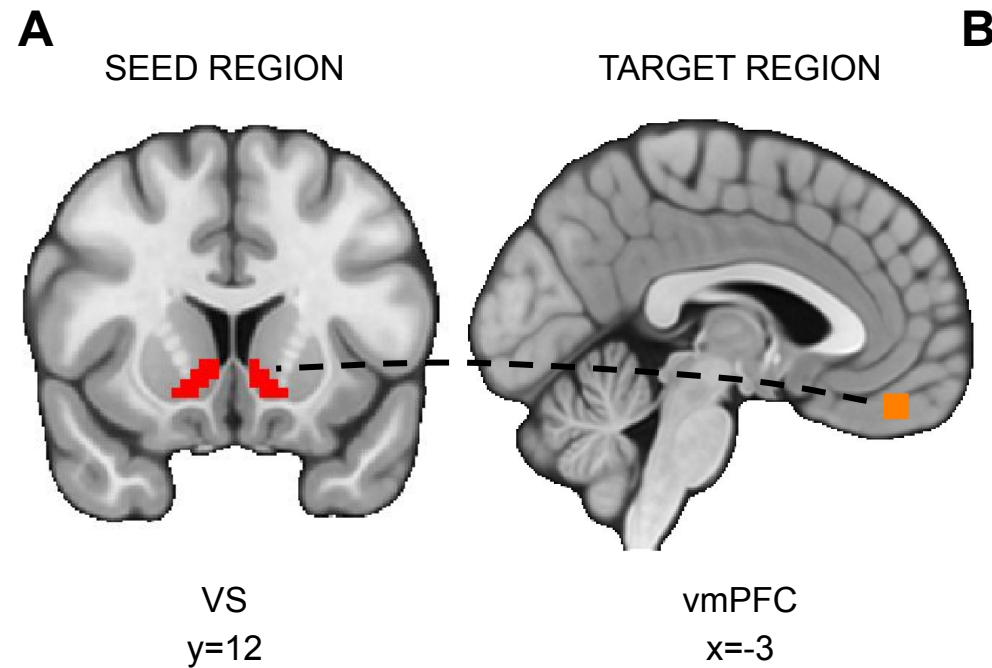 A
B
SEED REGION
TARGET REGION
VS
vmPFC
y=12
x=-3